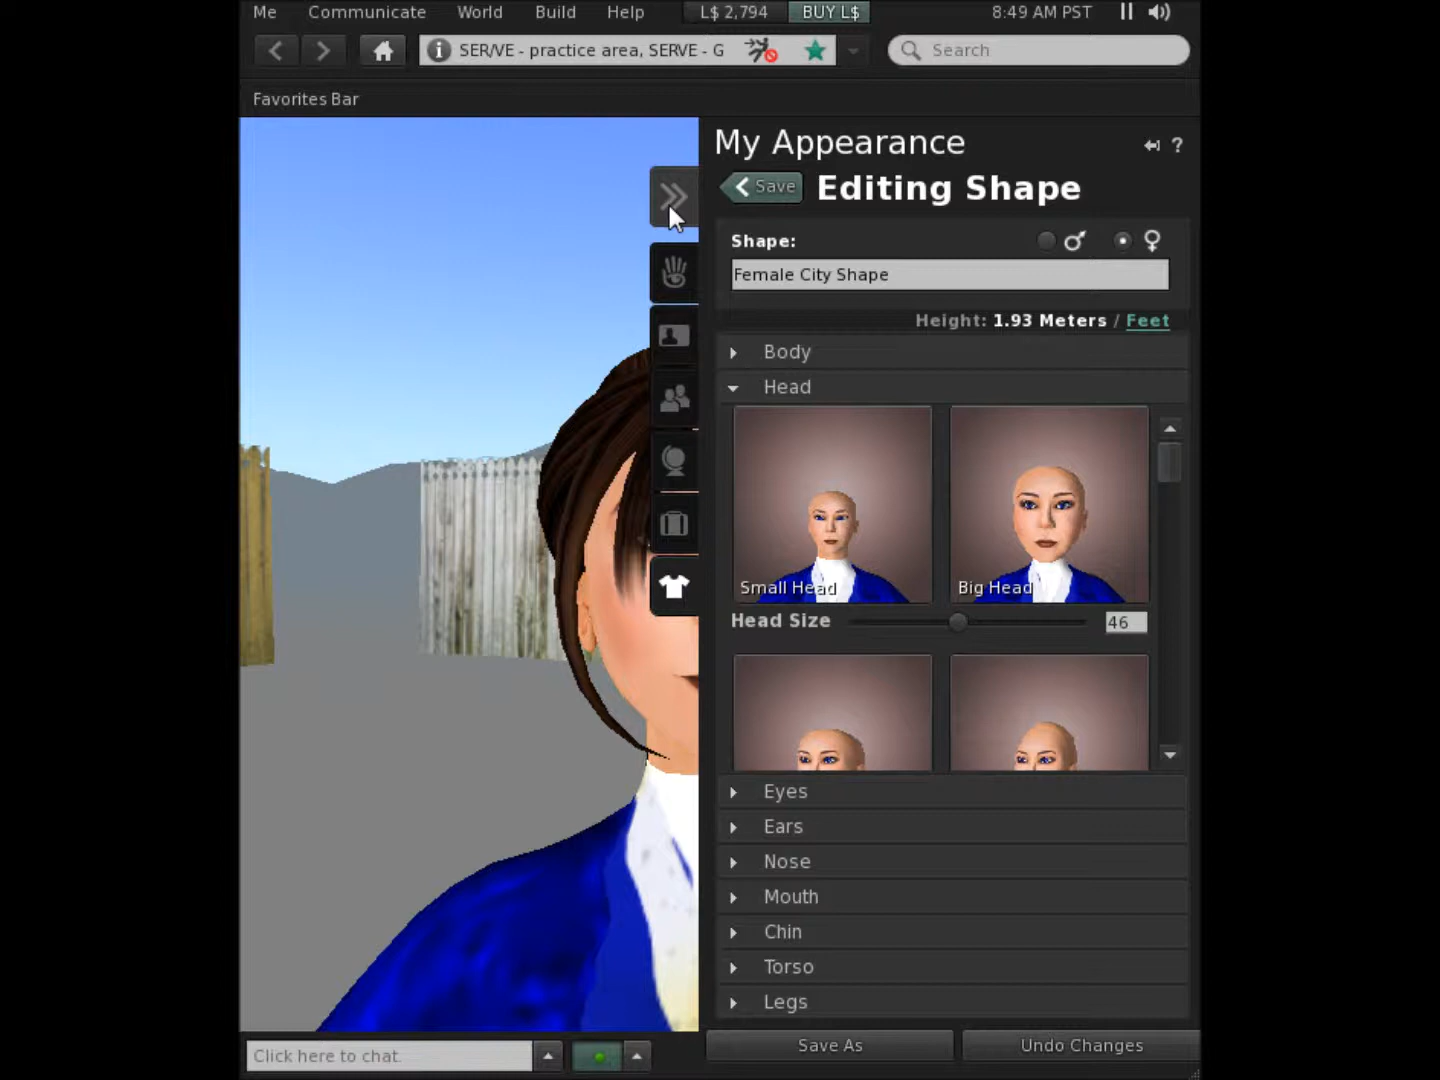 Me Communicate World Build Help L$ 2,794 BUY L$ 8:49 AM PST
SER/VE - practice area, SERVE - G Search
Favorites Bar
My Appearance ?
Save Editing Shape
Shape:
Female City Shape
Height: 1.93 Meters / Feet
Body
Head
Small Head Big Head
Head Size 46
Eyes
Ears
Nose
Mouth
Chin
Torso
Legs
Save As Undo Changes
Click here to chat.